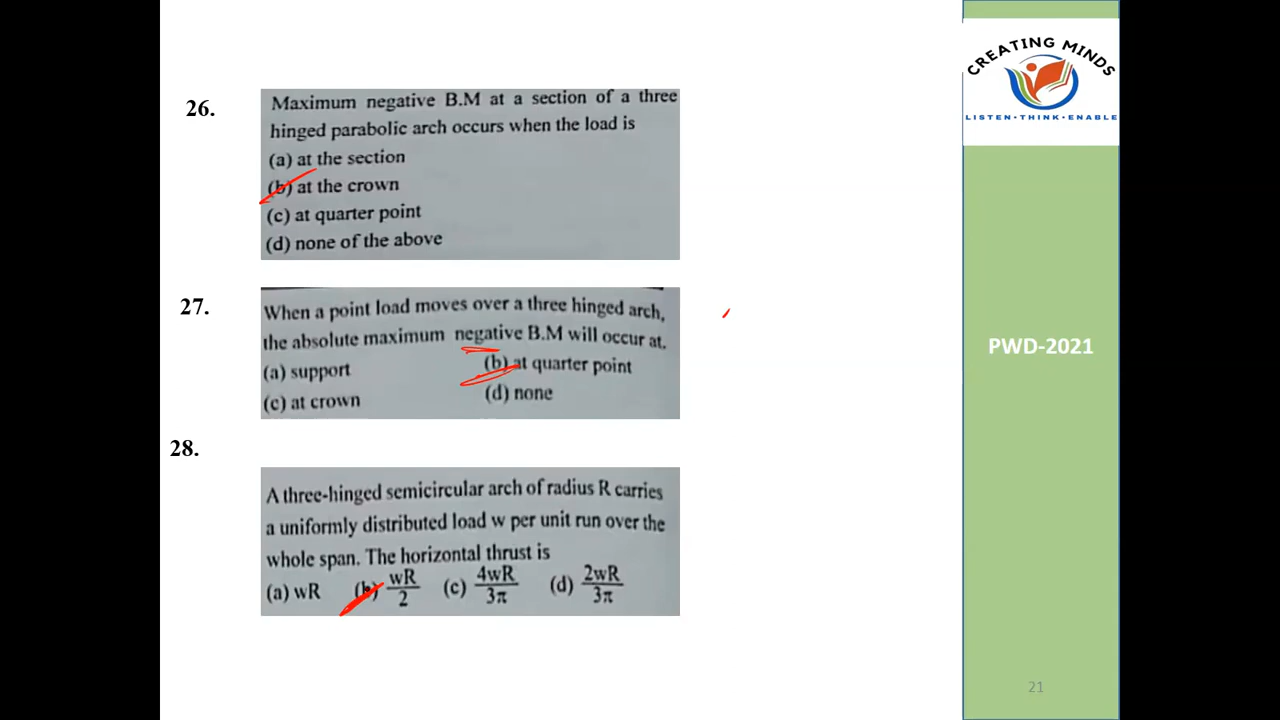 CREATING MINDS
LISTEN•THINK•ENABLE
26.
Maximum negative B.M at a section of a three
hinged parabolic arch occurs when the load is
(a) at the section
(b) at the crown
(c) at quarter point
(d) none of the above
27.
When a point load moves over a three hinged arch,
the absolute maximum negative B.M will occur at.
(a) support (b) at quarter point
(c) at crown (d) none
PWD-2021
28.
A three-hinged semicircular arch of radius R carries
a uniformly distributed load w per unit run over the
whole span. The horizontal thrust is
(a) wR (b) wR/2 (c) 4wR/3π (d) 2wR/3π
21